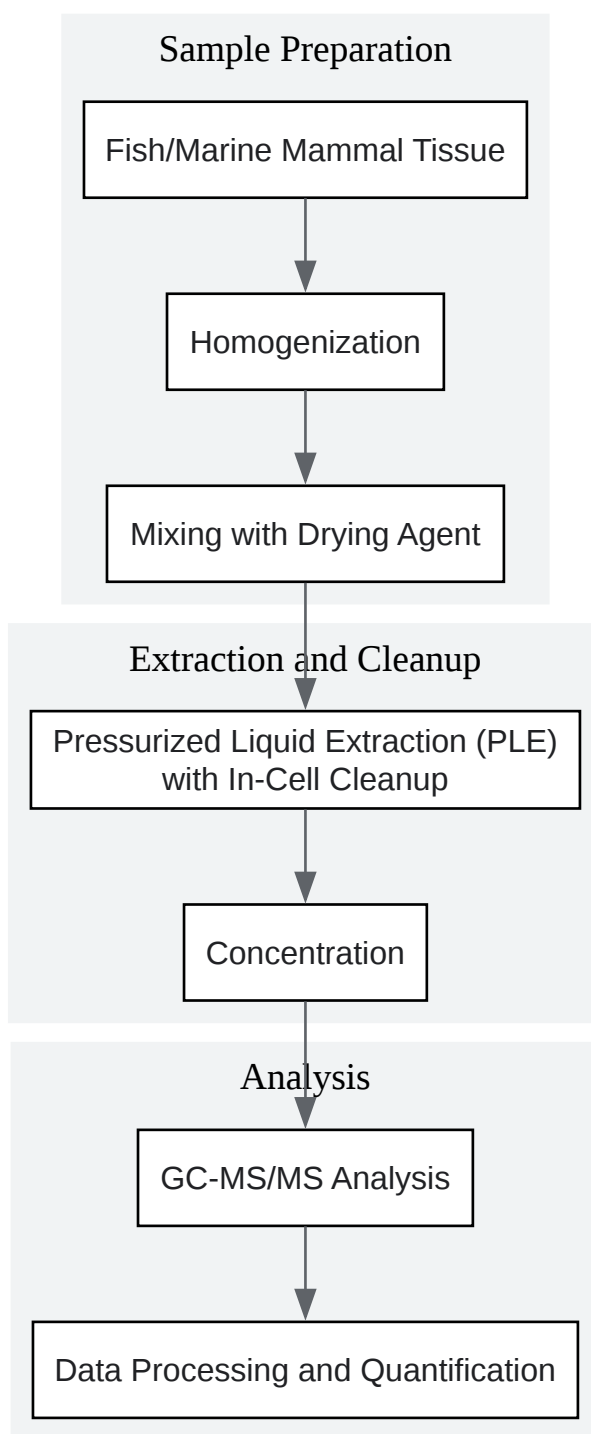 Sample Preparation
Fish/Marine Mammal Tissue
Homogenization
Mixing with Drying Agent
Extraction and Cleanup
Pressurized Liquid Extraction (PLE)
with In-Cell Cleanup
Concentration
Analysis
GC-MS/MS Analysis
Data Processing and Quantification